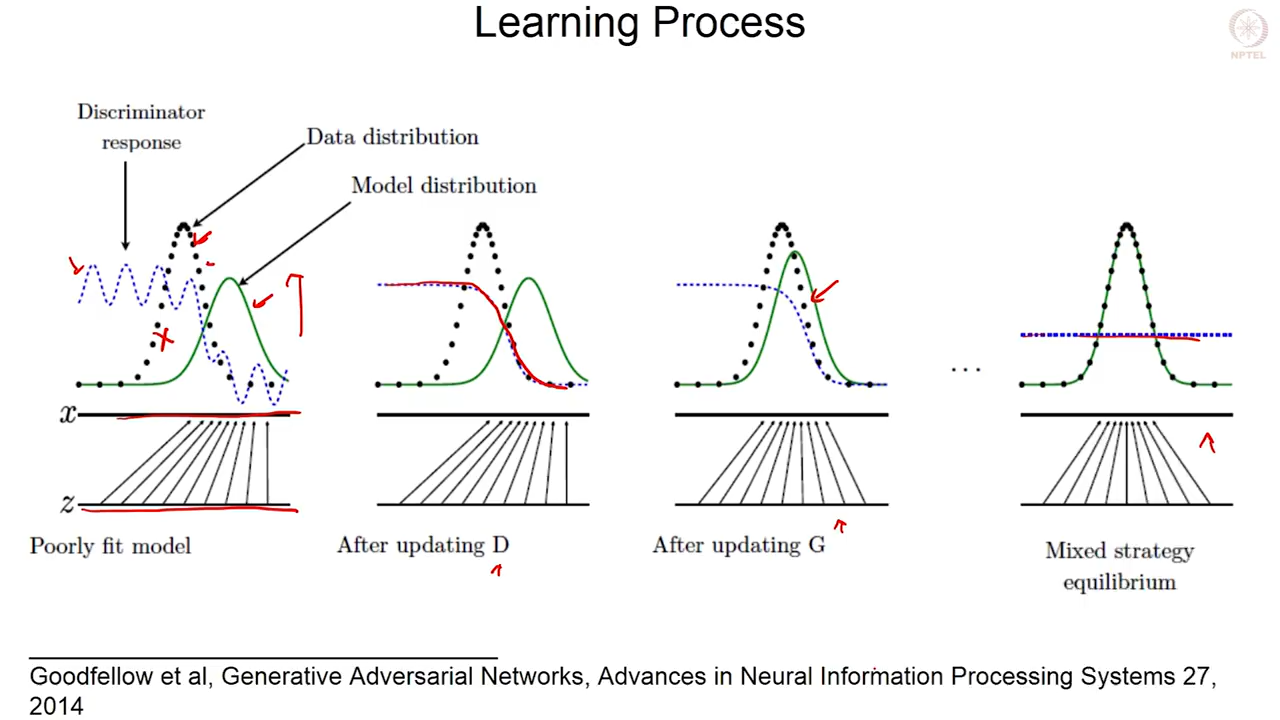 Learning Process
NPTEL
Discriminator
response
Data distribution
Model distribution
x
z
...
Poorly fit model
After updating D
After updating G
Mixed strategy
equilibrium
Goodfellow et al, Generative Adversarial Networks, Advances in Neural Information Processing Systems 27,
2014